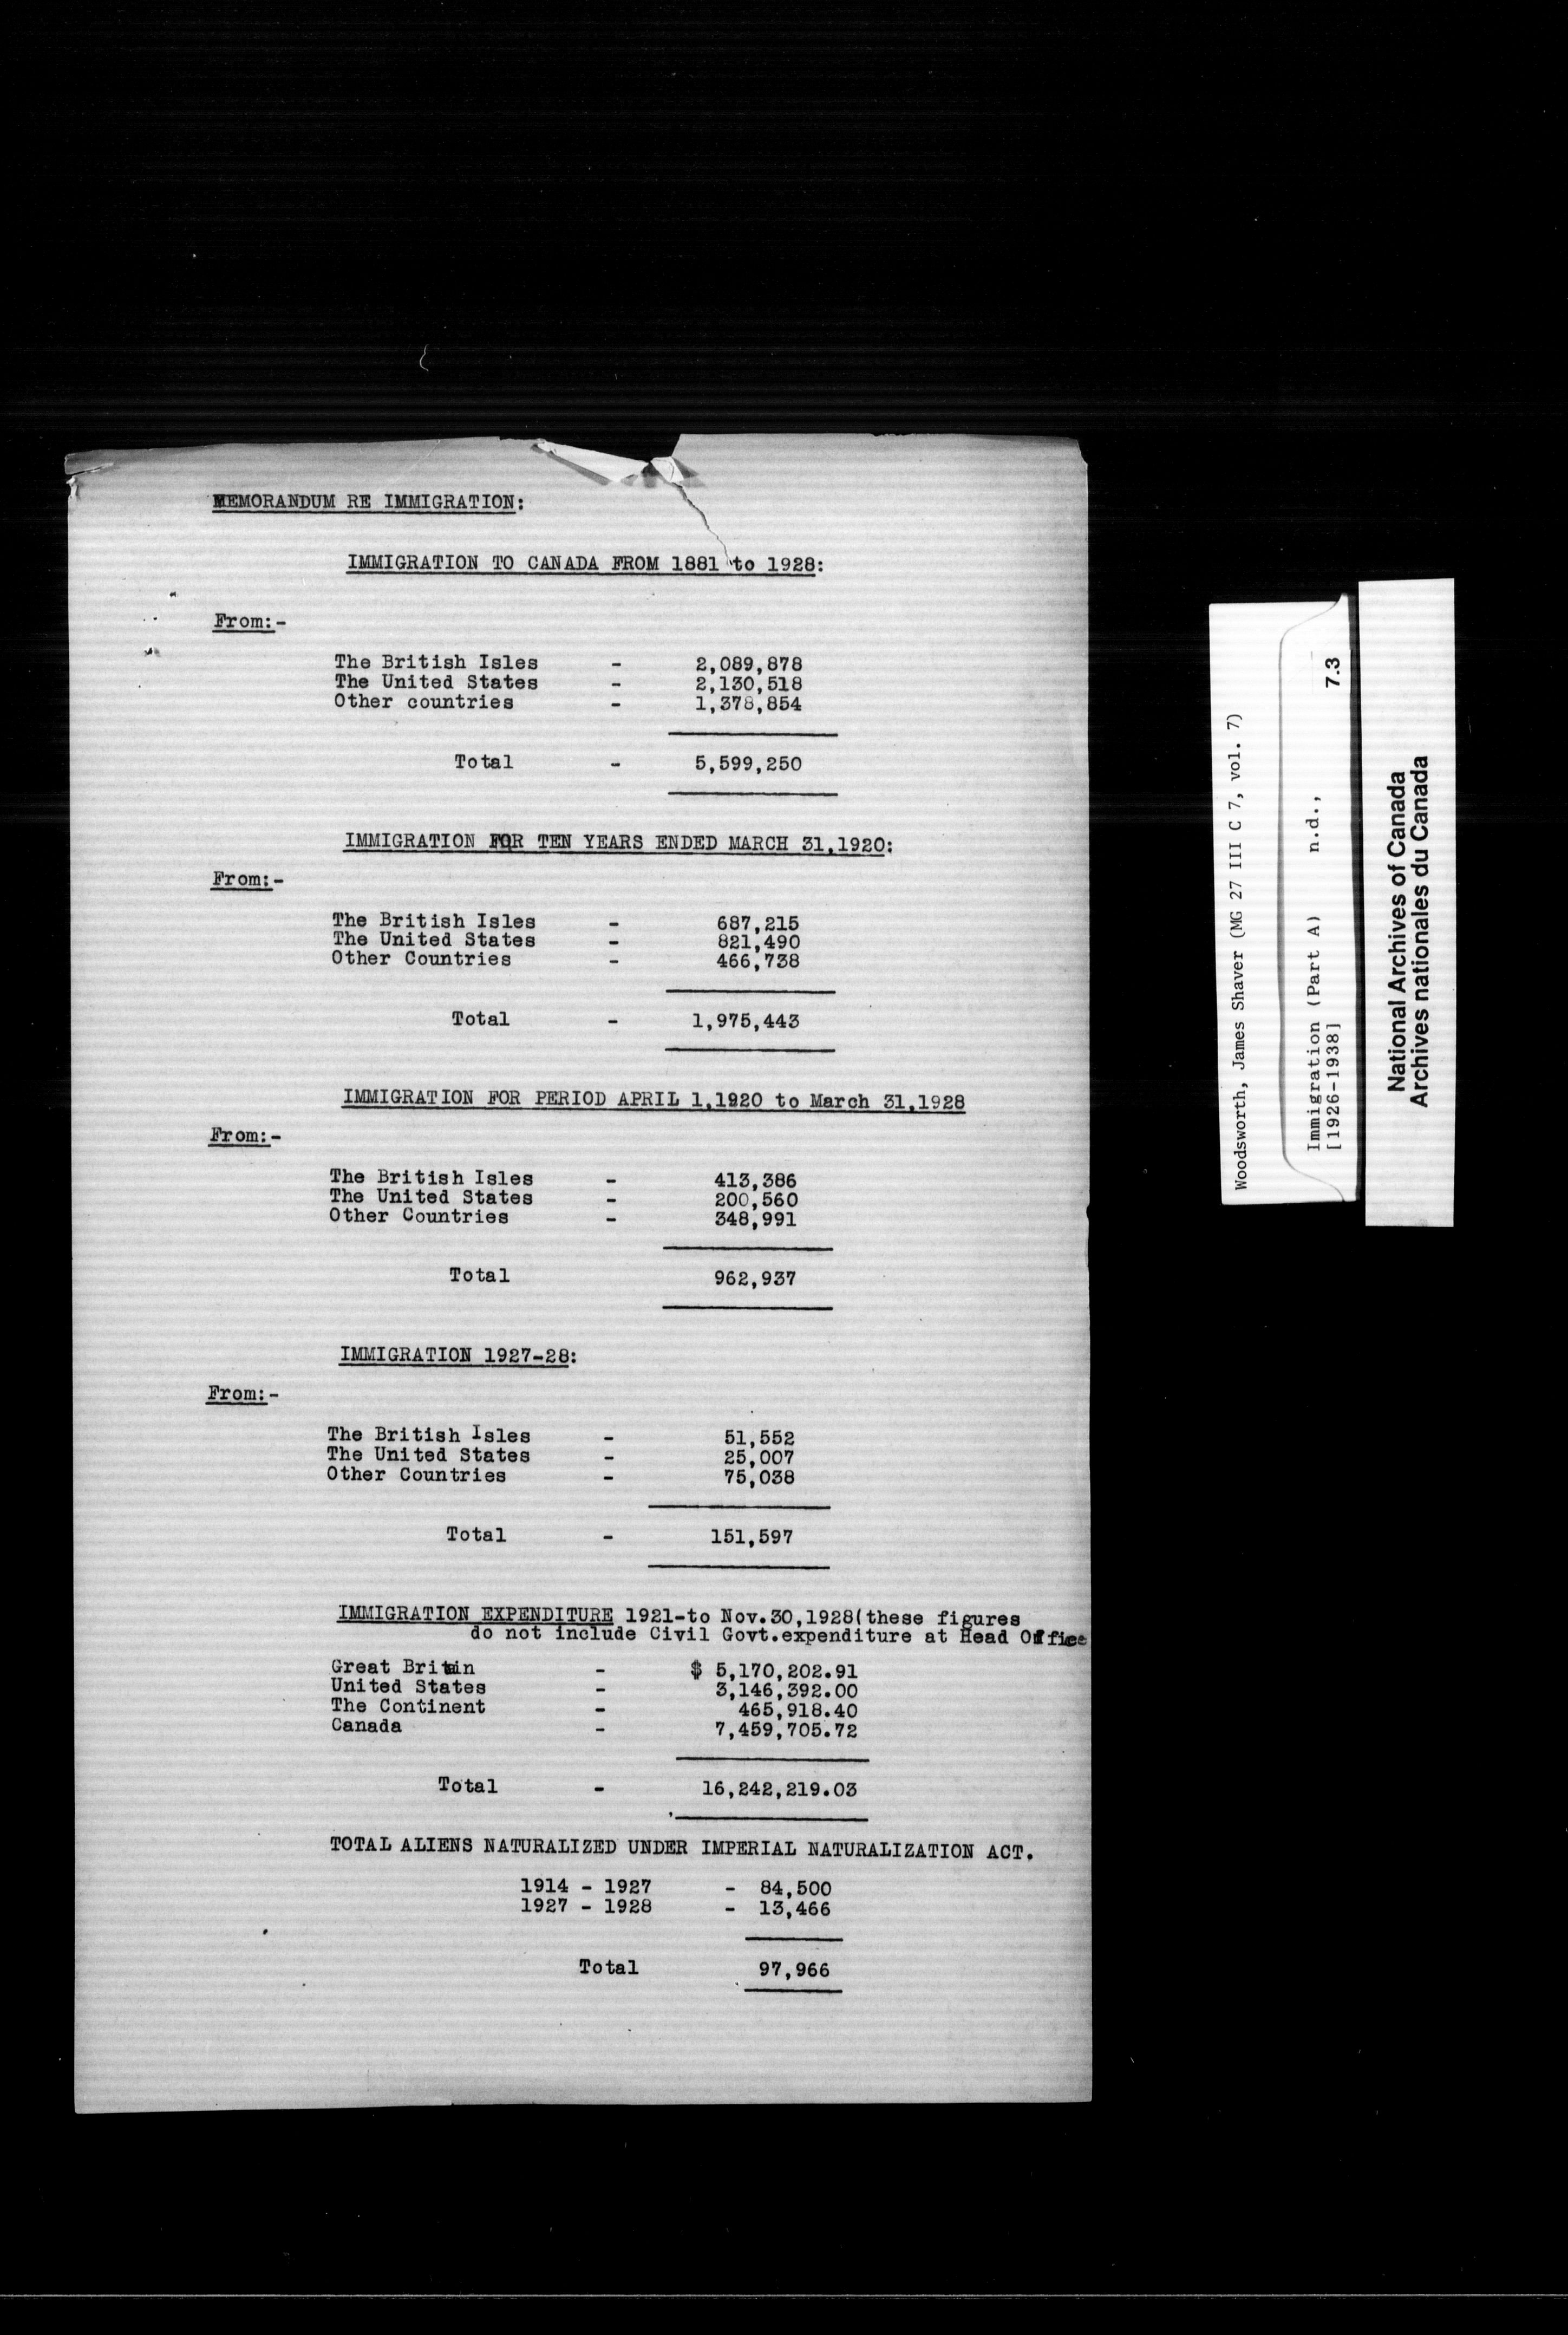 MEMORANDUM RE IMMIGRATION:
IMMIGRATION TO CANADA FROM 1881 to 1928:
From:-
The British Isles - 2,089,878
The United States - 2,130,518
Other countries - 1,378,854
Total - 5,599,250
IMMIGRATION FOR TEN YEARS ENDED MARCH 31,1920:
From:-
The British Isles - 687,215
The United States - 821,490
Other Countries - 466,738
Total - 1,975,443
IMMIGRATION FOR PERIOD APRIL 1,1920 to March 31,1928
From:-
The British Isles - 413,386
The United States - 200,560
Other Countries - 348,991
Total 962,937
IMMIGRATION 1927-28:
From:-
The British Isles - 51,552
The United States - 25,007
Other Countries - 75,038
Total - 151,597
IMMIGRATION EXPENDITURE 1921-to Nov.30,1928(these figures
do not include Civil Govt.expenditure at Head Office
Great Britain - $ 5,170,202.91
United States - 3,146,392.00
The Continent - 465,918.40
Canada - 7,459,705.72
Total - 16,242,219.03
TOTAL ALIENS NATURALIZED UNDER IMPERIAL NATURALIZATION ACT.
1914 - 1927 - 84,500
1927 - 1928 - 13,466
Total 97,966
Woodsworth, James Shaver (MG 27 III C 7, vol. 7)
Immigration (Part A) n.d., 7.3
[1926-1938]
National Archives of Canada
Archives nationales du Canada